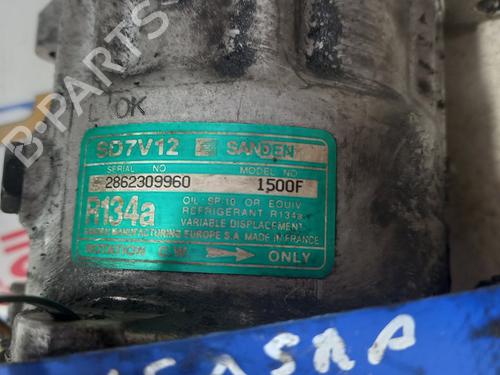 OK
SD7V12 SANDEN
SERIAL NO MODEL NO
2862309960 1500F
R134a
OIL SP.10 OR EQUIV
REFRIGERANT R134a
VARIABLE DISPLACEMENT
SANDEN MANUFACTURING EUROPE S.A MADE IN FRANCE
ROTATION C.W ONLY
B-PARTS